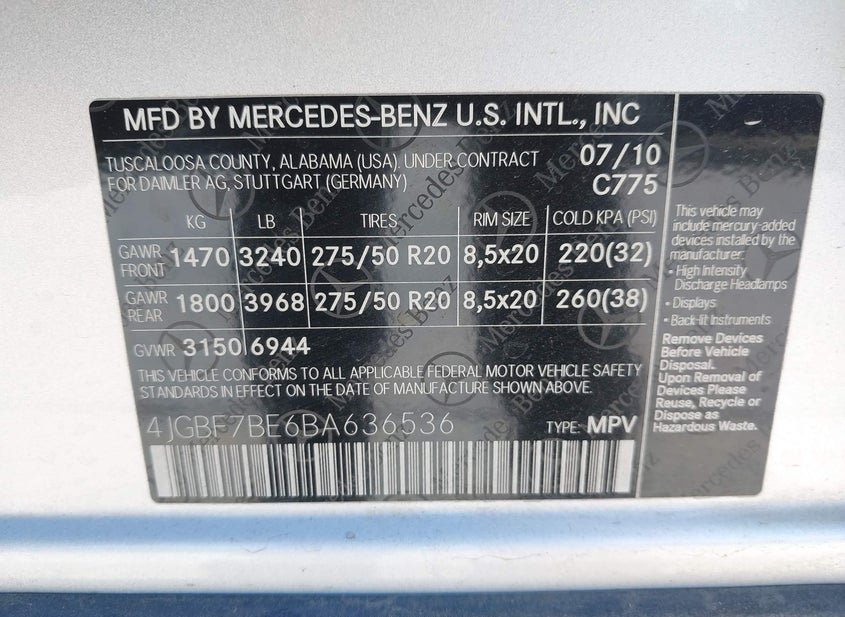 MFD BY MERCEDES-BENZ U.S. INTL., INC
TUSCALOOSA COUNTY, ALABAMA (USA), UNDER CONTRACT
FOR DAIMLER AG, STUTTGART (GERMANY)
07/10
C775
KG LB TIRES RIM SIZE COLD KPA (PSI)
GAWR FRONT 1470 3240 275/50 R20 8,5x20 220(32)
GAWR REAR 1800 3968 275/50 R20 8,5x20 260(38)
GVWR 3150 6944
THIS VEHICLE CONFORMS TO ALL APPLICABLE FEDERAL MOTOR VEHICLE SAFETY
STANDARDS IN EFFECT ON THE DATE OF MANUFACTURE SHOWN ABOVE.
4JGBF7BE6BA636536 TYPE: MPV
This vehicle may
include mercury-added
devices installed by the
manufacturer:
• High Intensity
Discharge Headlamps
• Displays
• Back-lit Instruments
Remove Devices
Before Vehicle
Disposal.
Upon Removal of
Devices Please
Reuse, Recycle or
Dispose as
Hazardous Waste.
Mercedes Benz